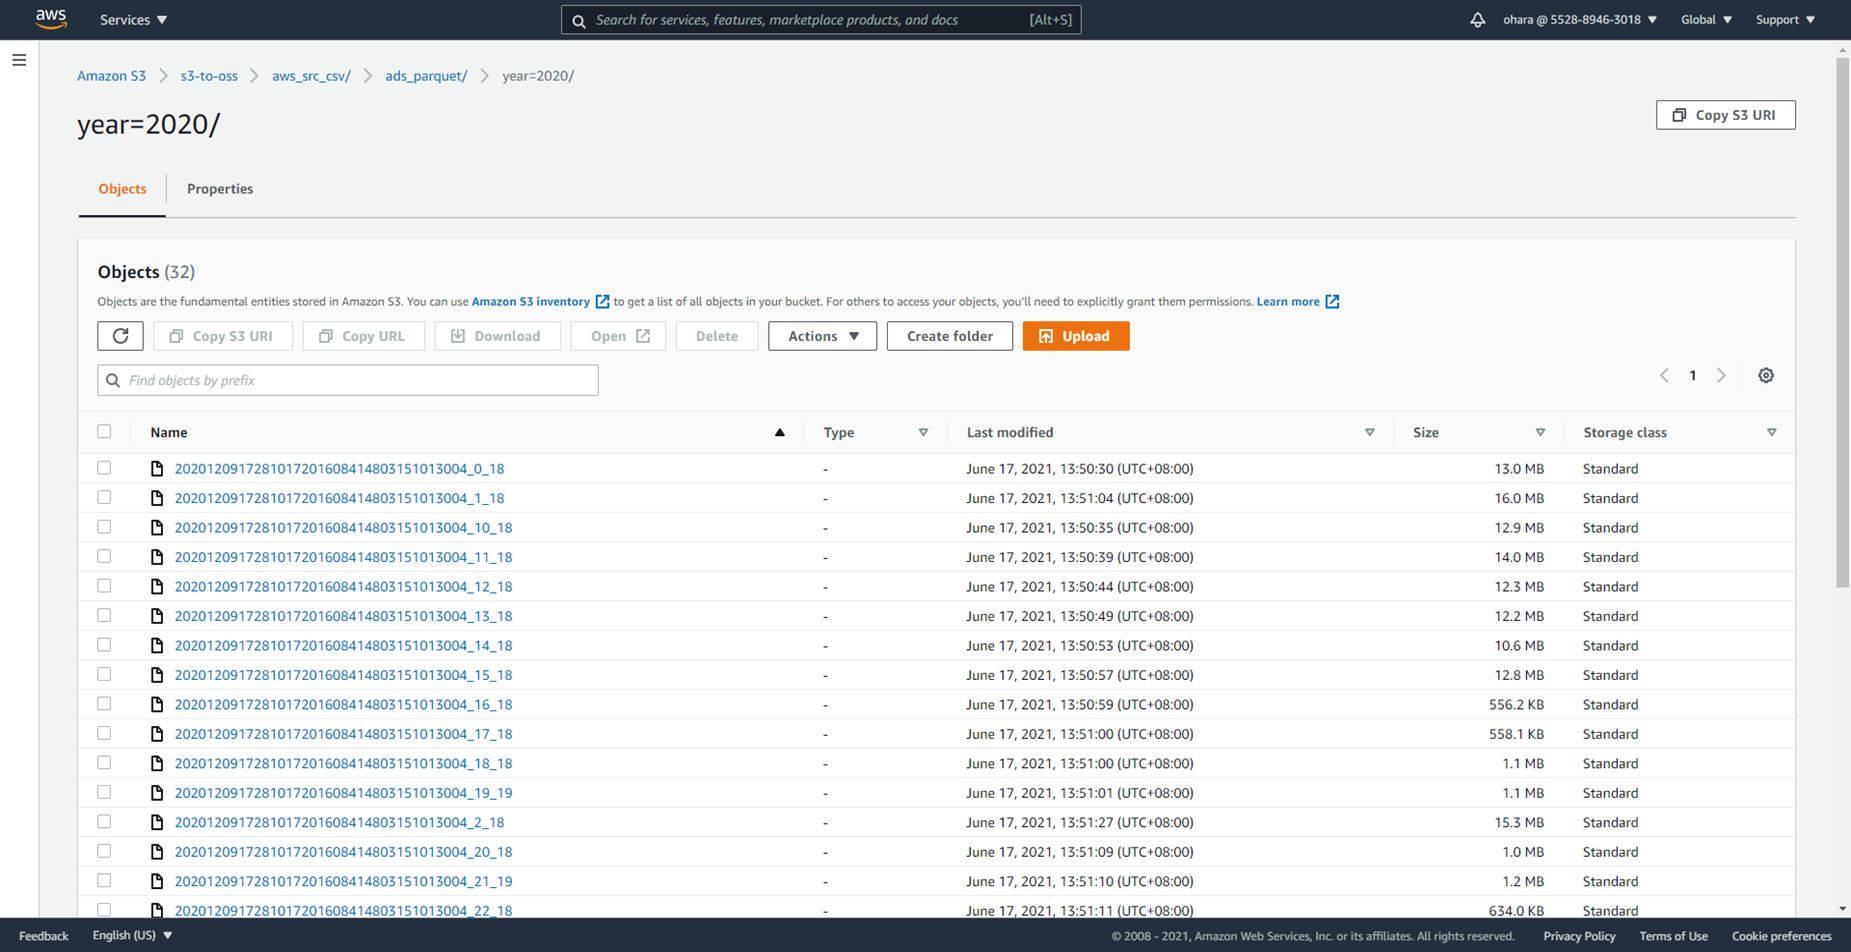 aws Services ▼ Search for services, features, marketplace products, and docs [Alt+S] ohara @ 5528-8946-3018 ▼ Global ▼ Support ▼
Amazon S3 > s3-to-oss > aws_src_csv/ > ads_parquet/ > year=2020/
year=2020/
Copy S3 URI
Objects Properties
Objects (32)
Objects are the fundamental entities stored in Amazon S3. You can use Amazon S3 inventory to get a list of all objects in your bucket. For others to access your objects, you'll need to explicitly grant them permissions. Learn more
Copy S3 URI Copy URL Download Open Delete Actions ▼ Create folder Upload
Find objects by prefix
< 1 >
Name ▲ Type ▽ Last modified ▽ Size ▽ Storage class ▽
20201209172810172016084148031510​13004_0_18 - June 17, 2021, 13:50:30 (UTC+08:00) 13.0 MB Standard
2020120917281017201608414803151013004_1_18 - June 17, 2021, 13:51:04 (UTC+08:00) 16.0 MB Standard
2020120917281017201608414803151013004_10_18 - June 17, 2021, 13:50:35 (UTC+08:00) 12.9 MB Standard
2020120917281017201608414803151013004_11_18 - June 17, 2021, 13:50:39 (UTC+08:00) 14.0 MB Standard
2020120917281017201608414803151013004_12_18 - June 17, 2021, 13:50:44 (UTC+08:00) 12.3 MB Standard
2020120917281017201608414803151013004_13_18 - June 17, 2021, 13:50:49 (UTC+08:00) 12.2 MB Standard
2020120917281017201608414803151013004_14_18 - June 17, 2021, 13:50:53 (UTC+08:00) 10.6 MB Standard
2020120917281017201608414803151013004_15_18 - June 17, 2021, 13:50:57 (UTC+08:00) 12.8 MB Standard
2020120917281017201608414803151013004_16_18 - June 17, 2021, 13:50:59 (UTC+08:00) 556.2 KB Standard
2020120917281017201608414803151013004_17_18 - June 17, 2021, 13:51:00 (UTC+08:00) 558.1 KB Standard
2020120917281017201608414803151013004_18_18 - June 17, 2021, 13:51:00 (UTC+08:00) 1.1 MB Standard
2020120917281017201608414803151013004_19_19 - June 17, 2021, 13:51:01 (UTC+08:00) 1.1 MB Standard
2020120917281017201608414803151013004_2_18 - June 17, 2021, 13:51:27 (UTC+08:00) 15.3 MB Standard
2020120917281017201608414803151013004_20_18 - June 17, 2021, 13:51:09 (UTC+08:00) 1.0 MB Standard
2020120917281017201608414803151013004_21_19 - June 17, 2021, 13:51:10 (UTC+08:00) 1.2 MB Standard
2020120917281017201608414803151013004_22_18 - June 17, 2021, 13:51:11 (UTC+08:00) 634.0 KB Standard
Feedback English (US) ▼ © 2008 - 2021, Amazon Web Services, Inc. or its affiliates. All rights reserved. Privacy Policy Terms of Use Cookie preferences